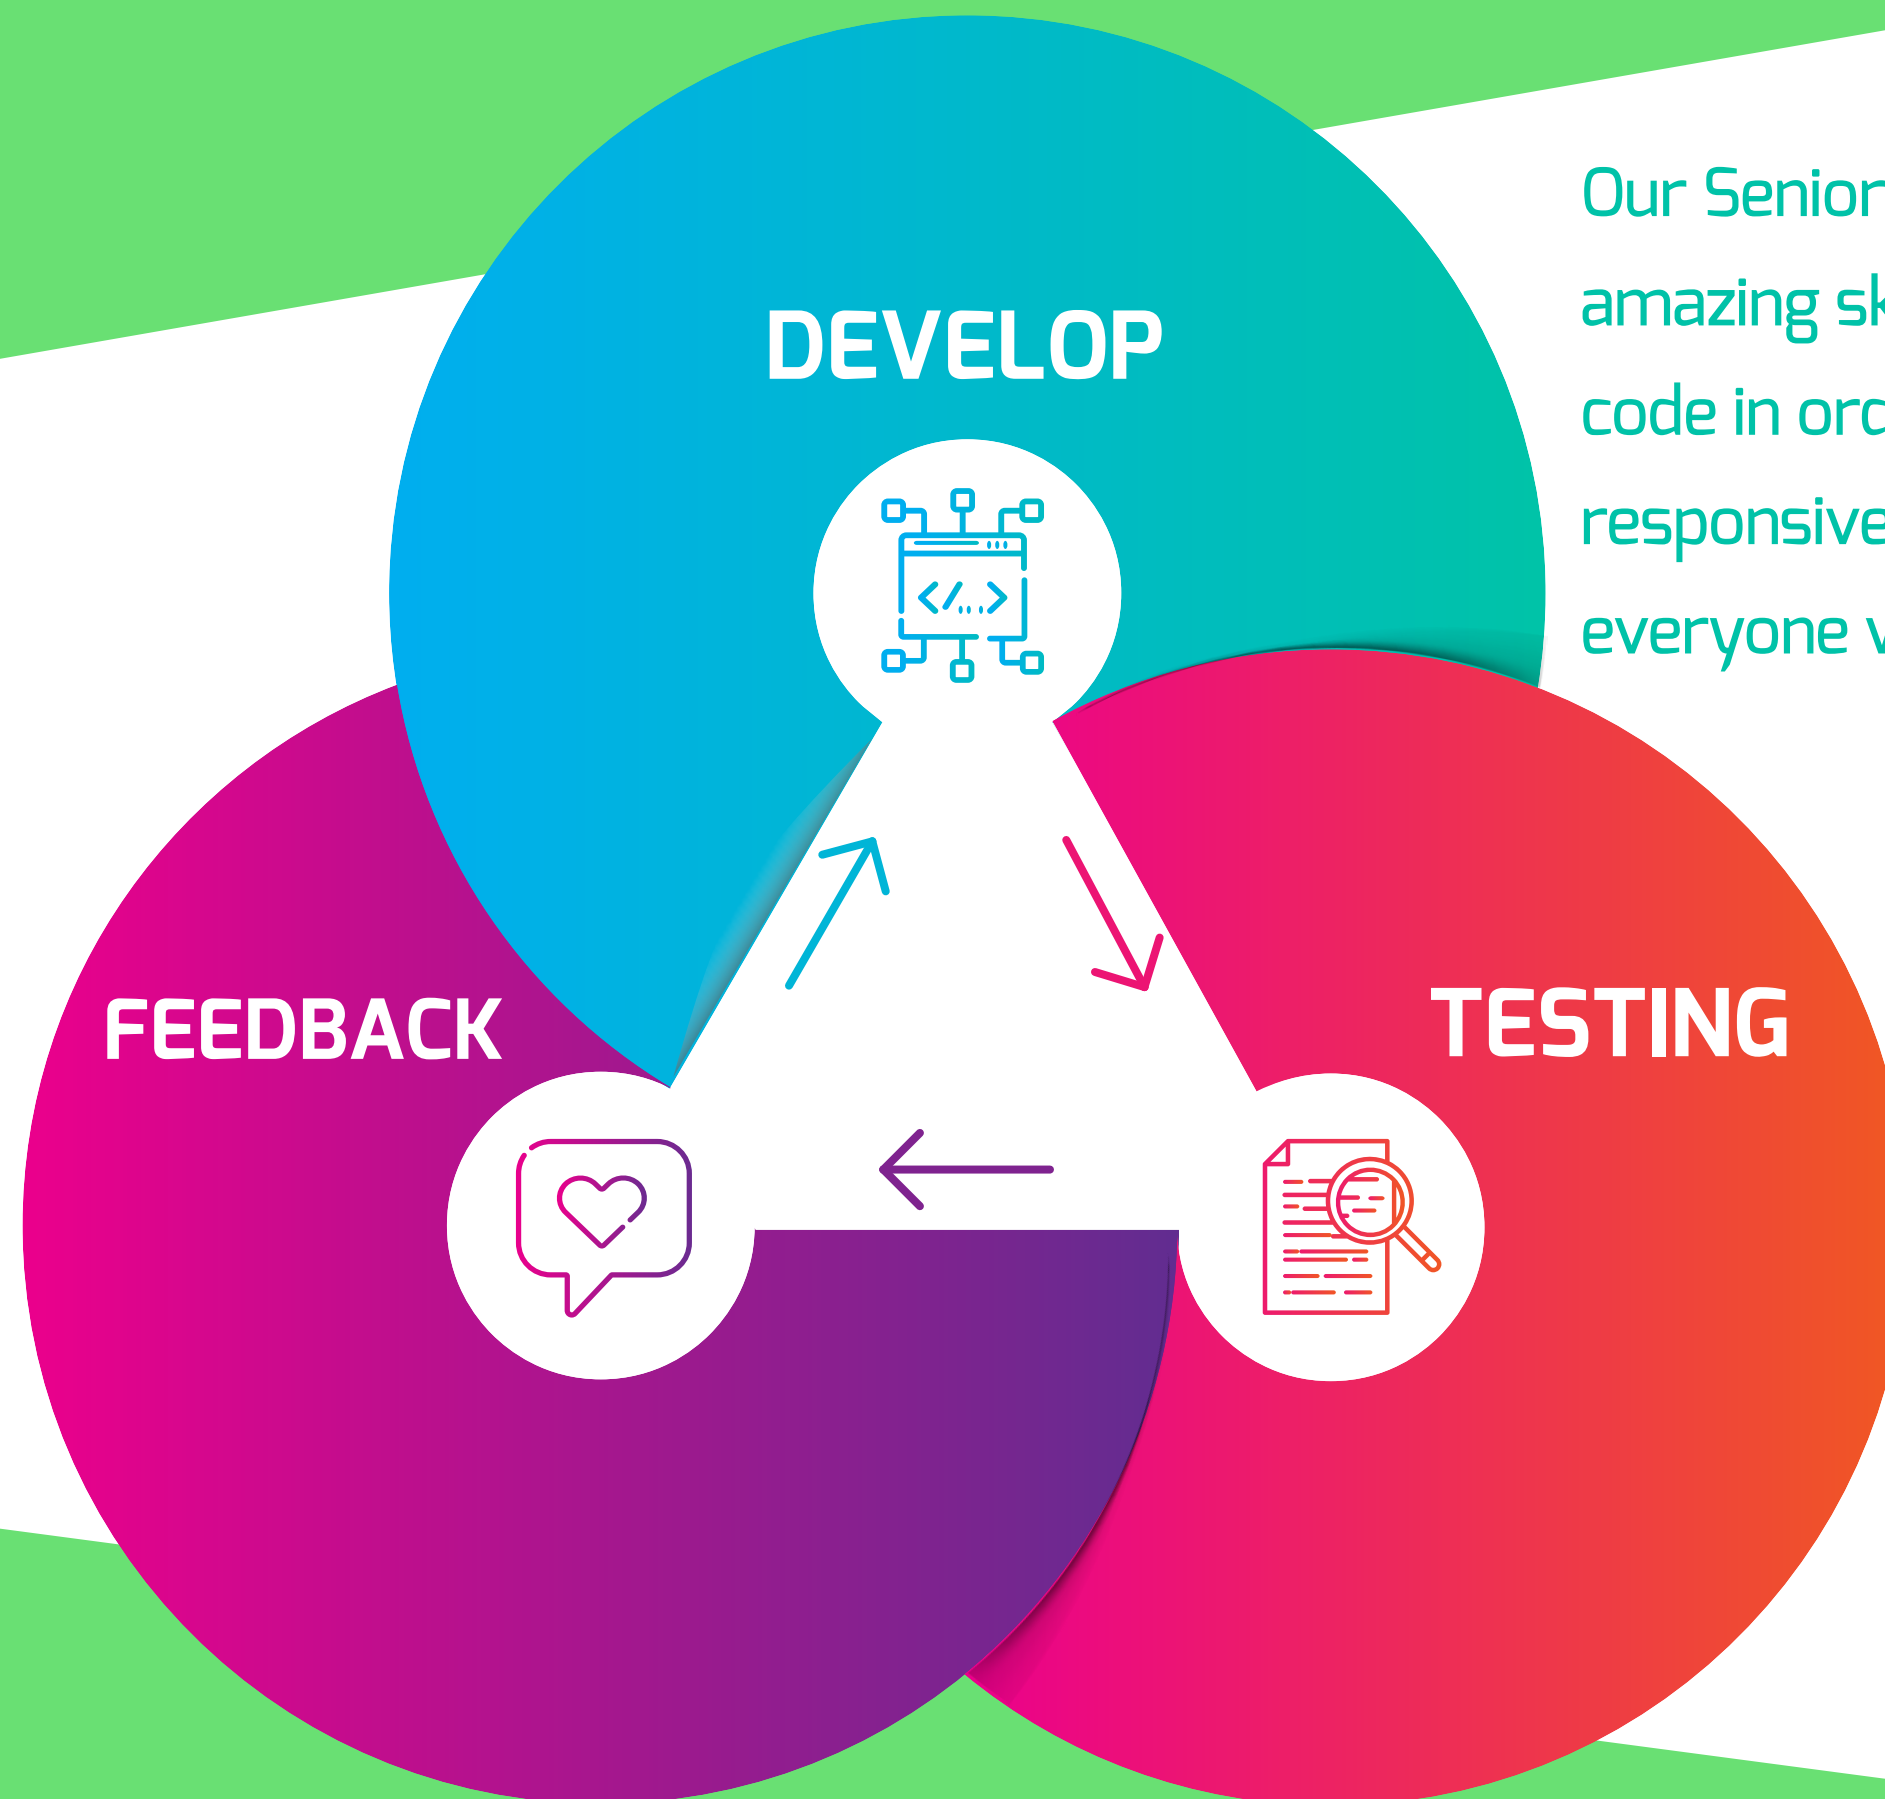 DEVELOP
Our Senior
amazing
code in
responsive
everyone
FEEDBACK
TESTING